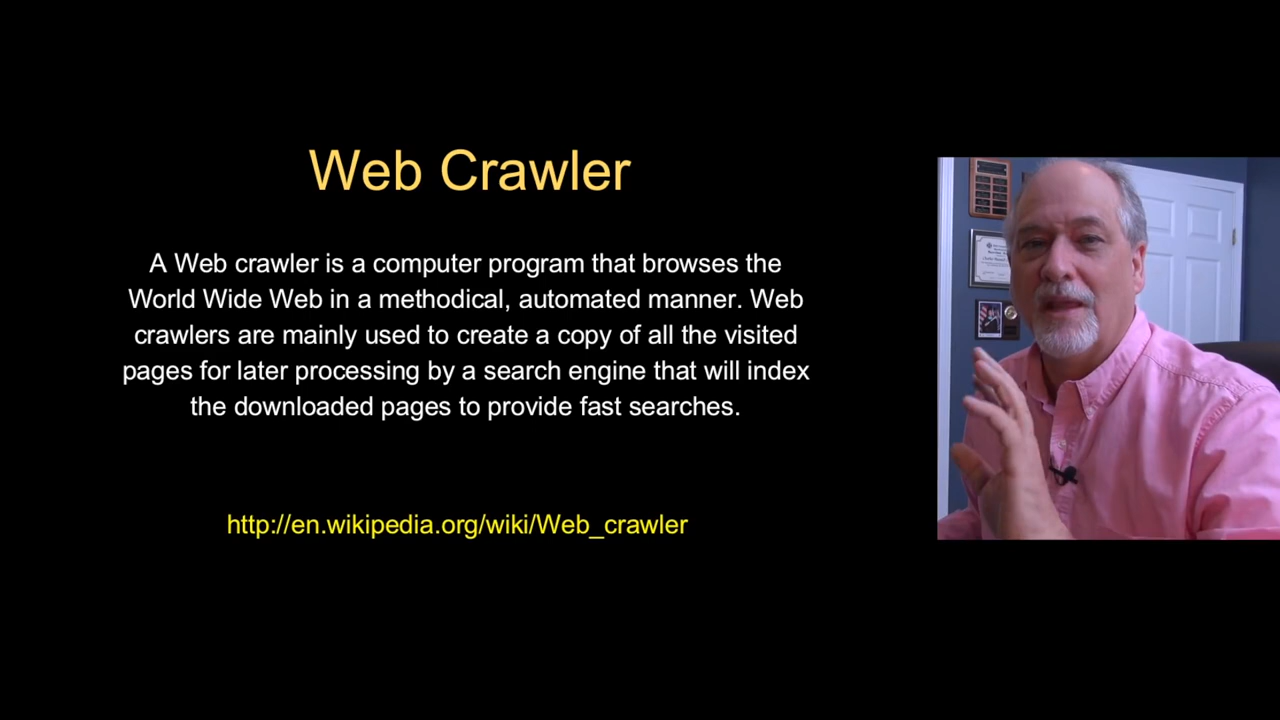 Web Crawler
A Web crawler is a computer program that browses the
World Wide Web in a methodical, automated manner. Web
crawlers are mainly used to create a copy of all the visited
pages for later processing by a search engine that will index
the downloaded pages to provide fast searches.
http://en.wikipedia.org/wiki/Web_crawler